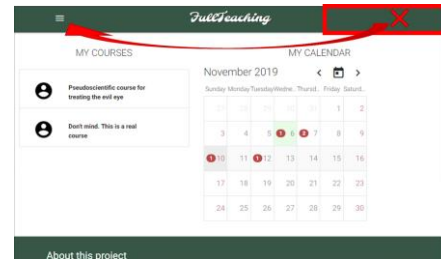 FullTeaching
MY COURSES
MY CALENDAR
Pseudoscientific course for
treating the evil eye
Don't mind. This is a real
course
November 2019
Sunday Monday Tuesday Wedne.. Thursd.. Friday Saturd..
1 2
3 4 5 1 6 2 7 8 9
1 10 11 1 12 13 14 15 16
17 18 19 20 21 22 23
24 25 26 27 28 29 30
About this project